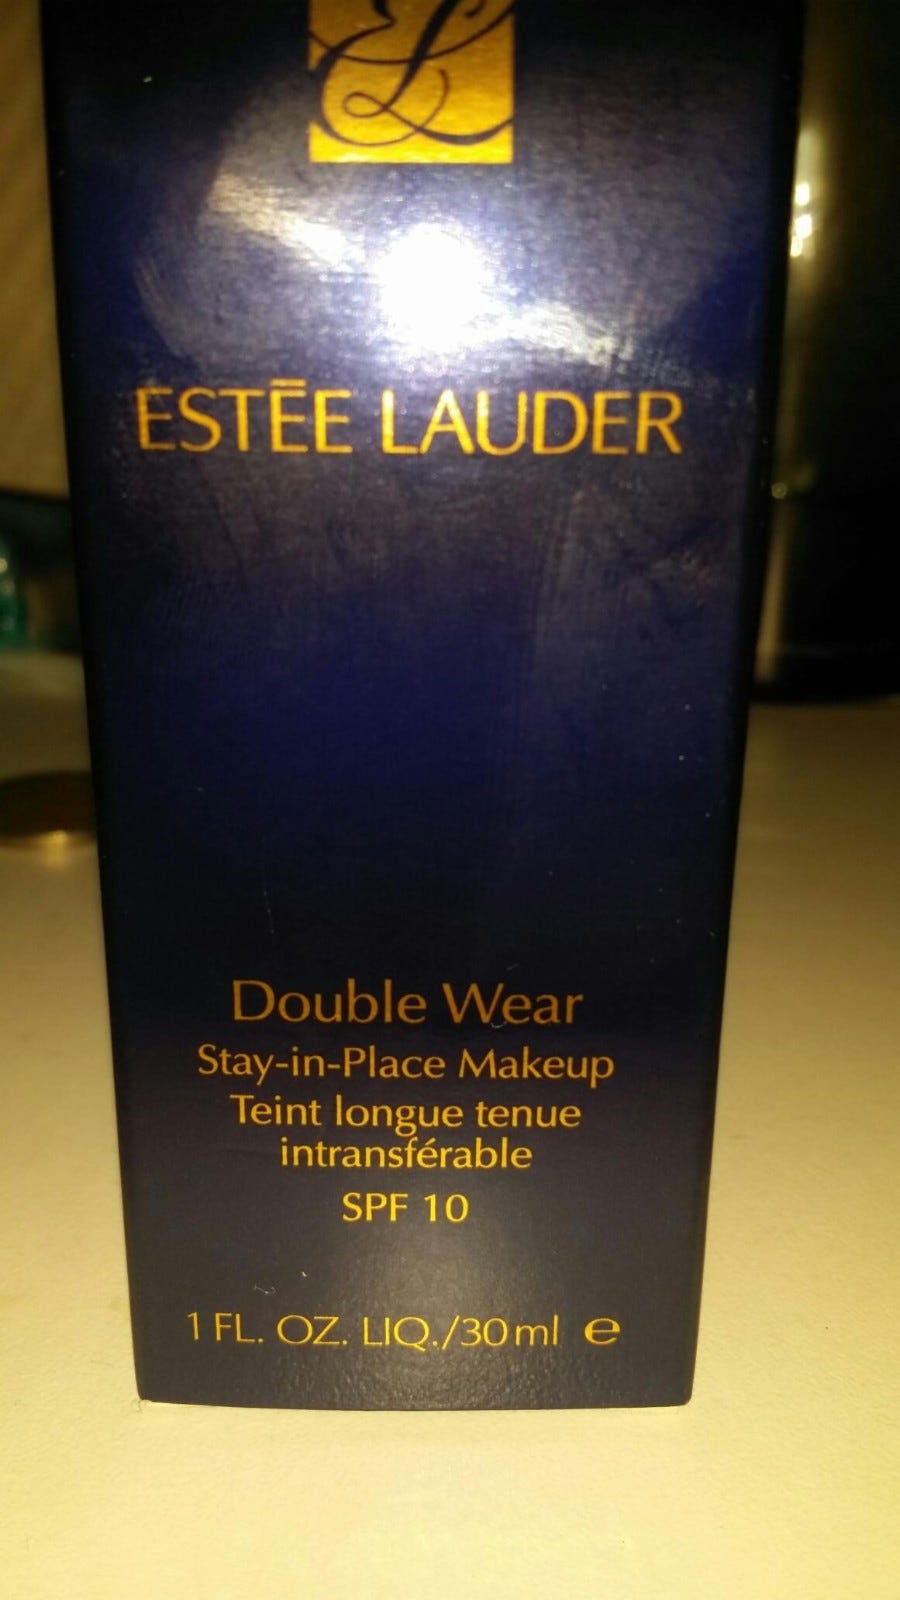 EL
ESTĒE LAUDER
Double Wear
Stay-in-Place Makeup
Teint longue tenue
intransférable
SPF 10
1 FL. OZ. LIQ./30ml e